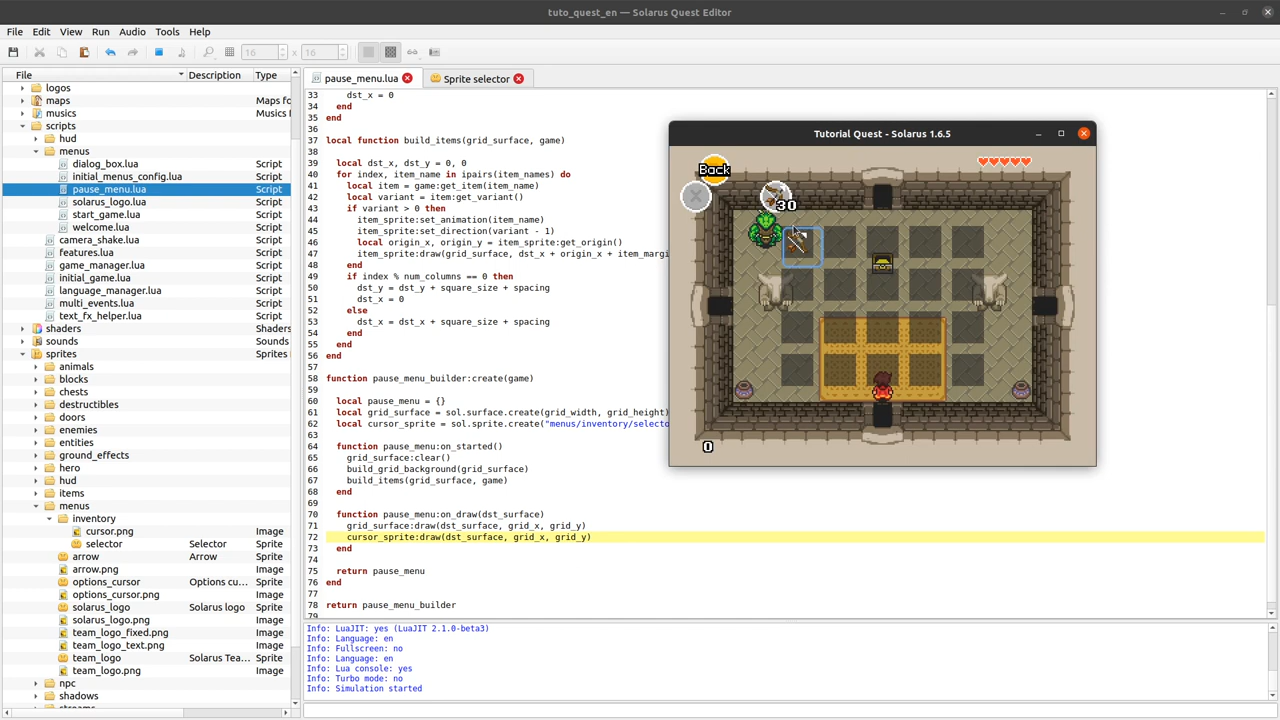 tuto_quest_en — Solarus Quest Editor
File Edit View Run Audio Tools Help
16 x 16
File Description Type
logos
maps Maps fo
musics Musics
scripts
hud
menus
dialog_box.lua Script
initial_menus_config.lua Script
pause_menu.lua Script
solarus_logo.lua Script
start_game.lua Script
welcome.lua Script
camera_shake.lua Script
features.lua Script
game_manager.lua Script
initial_game.lua Script
language_manager.lua Script
multi_events.lua Script
text_fx_helper.lua Script
shaders Shaders
sounds Sounds
sprites Sprites
animals
blocks
chests
destructibles
doors
enemies
entities
ground_effects
hero
hud
items
menus
inventory
cursor.png Image
selector Selector Sprite
arrow Arrow Sprite
arrow.png Image
options_cursor Options cu... Sprite
options_cursor.png Image
solarus_logo Solarus logo Sprite
solarus_logo.png Image
team_logo_fixed.png Image
team_logo_text.png Image
team_logo Solarus Tea... Sprite
team_logo.png Image
npc
shadows
pause_menu.lua Sprite selector
33 dst_x = 0
34 end
35 end
36
37 local function build_items(grid_surface, game)
38
39 local dst_x, dst_y = 0, 0
40 for index, item_name in ipairs(item_names) do
41 local item = game:get_item(item_name)
42 local variant = item:get_variant()
43 if variant > 0 then
44 item_sprite:set_animation(item_name)
45 item_sprite:set_direction(variant - 1)
46 local origin_x, origin_y = item_sprite:get_origin()
47 item_sprite:draw(grid_surface, dst_x + origin_x + item_margi
48 end
49 if index % num_columns == 0 then
50 dst_y = dst_y + square_size + spacing
51 dst_x = 0
52 else
53 dst_x = dst_x + square_size + spacing
54 end
55 end
56 end
57
58 function pause_menu_builder:create(game)
59
60 local pause_menu = {}
61 local grid_surface = sol.surface.create(grid_width, grid_height)
62 local cursor_sprite = sol.sprite.create("menus/inventory/selecto
63
64 function pause_menu:on_started()
65 grid_surface:clear()
66 build_grid_background(grid_surface)
67 build_items(grid_surface, game)
68 end
69
70 function pause_menu:on_draw(dst_surface)
71 grid_surface:draw(dst_surface, grid_x, grid_y)
72 cursor_sprite:draw(dst_surface, grid_x, grid_y)
73 end
74
75 return pause_menu
76 end
77
78 return pause_menu_builder
79
Tutorial Quest - Solarus 1.6.5
Back
30
0
Info: LuaJIT: yes (LuaJIT 2.1.0-beta3)
Info: Language: en
Info: Fullscreen: no
Info: Language: en
Info: Lua console: yes
Info: Turbo mode: no
Info: Simulation started